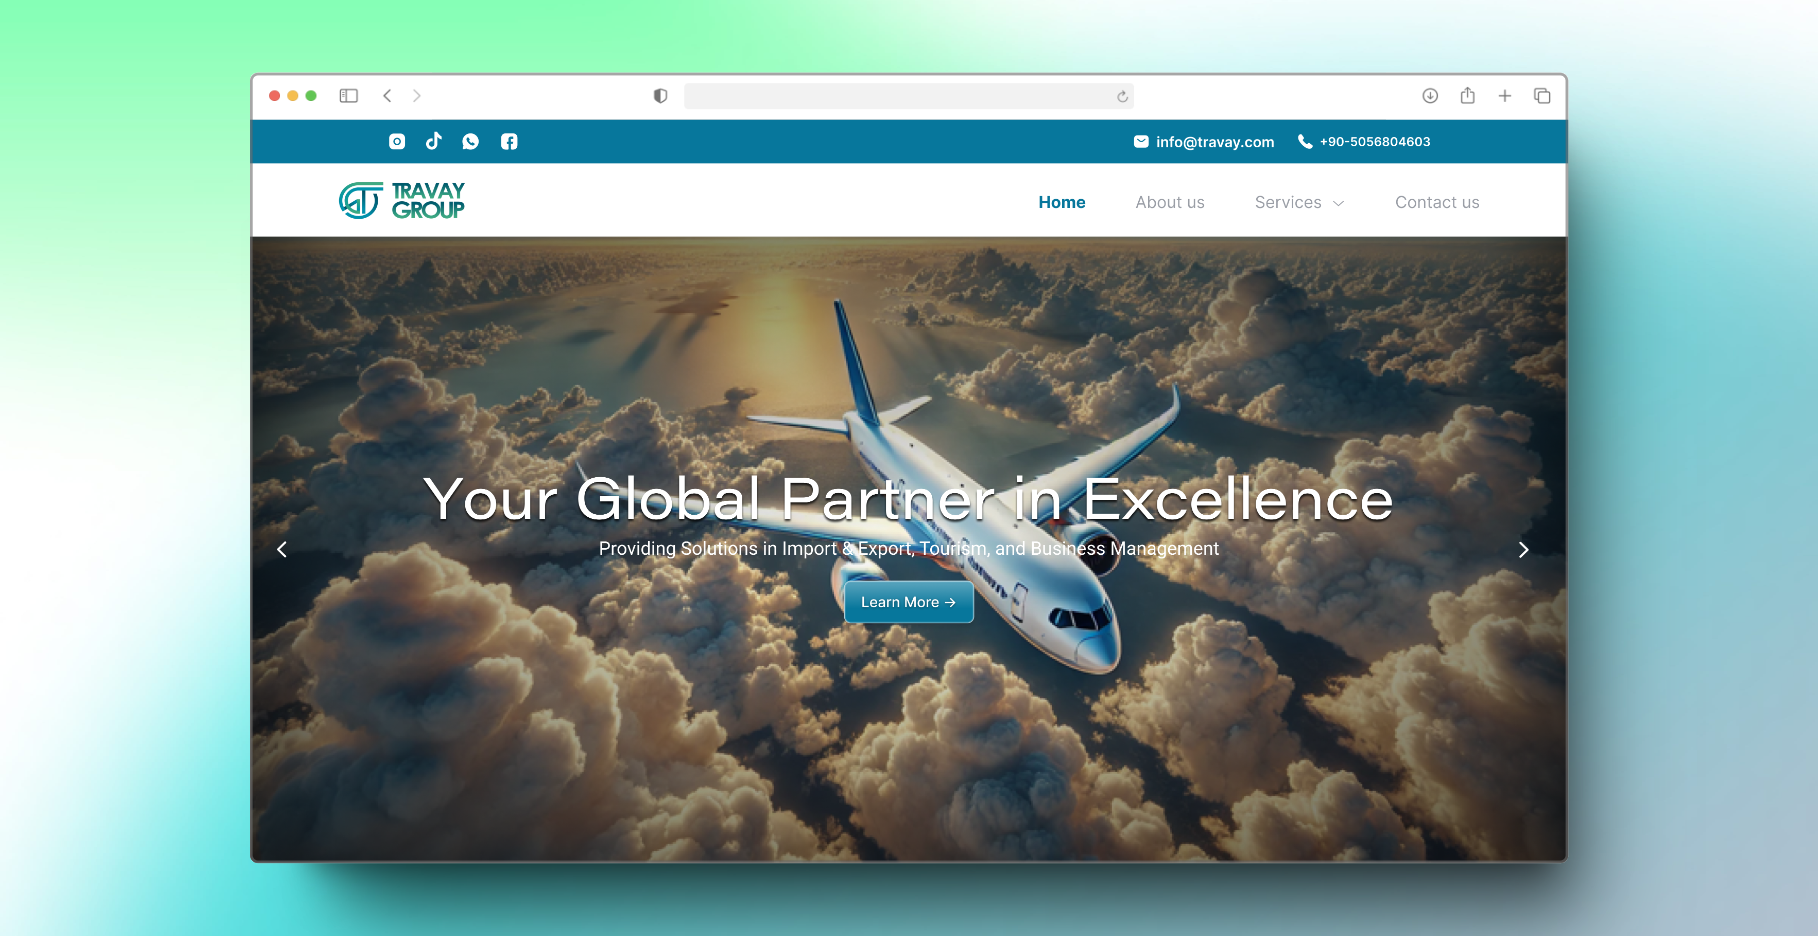 info@travay.com
+90-5056804603
TRAVAY
GROUP
Home
About us
Services
Contact us
Your Global Partner in Excellence
Providing Solutions in Import & Export, Tourism, and Business Management
Learn More →